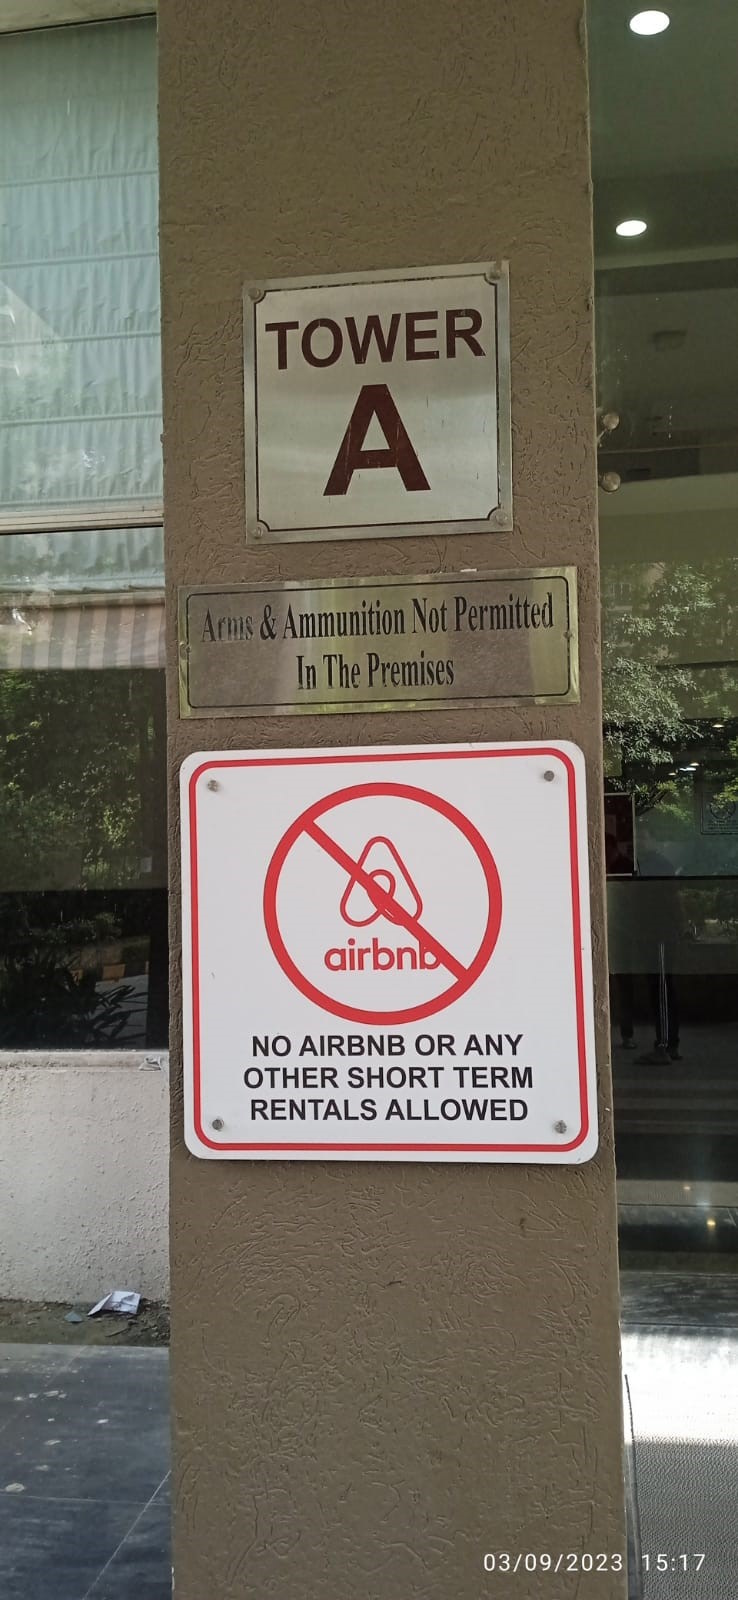 TOWER
A
Arms & Ammunition Not Permitted
In The Premises
airbnb
NO AIRBNB OR ANY
OTHER SHORT TERM
RENTALS ALLOWED
03/09/2023 15:17